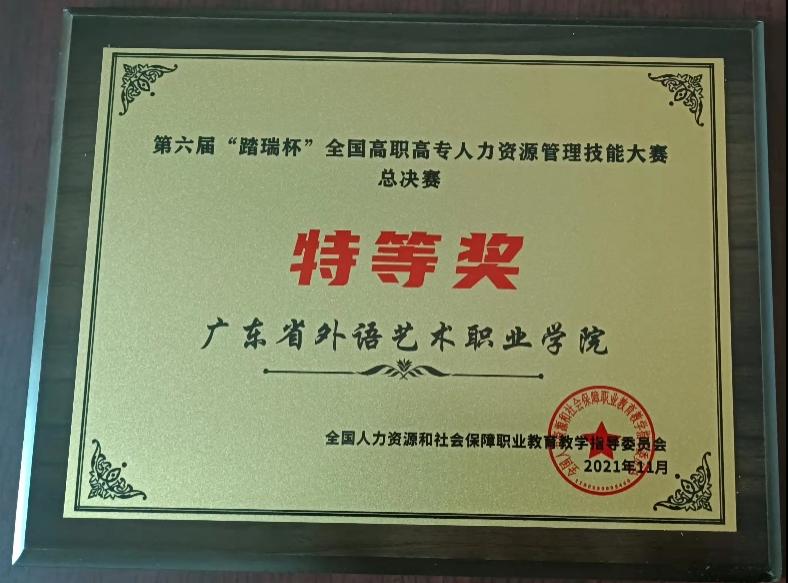 第六届“踏瑞杯”全国高职高专人力资源管理技能大赛
总决赛
特等奖
广东省外语艺术职业学院
全国人力资源和社会保障职业教育教学指导委员会
2021年11月